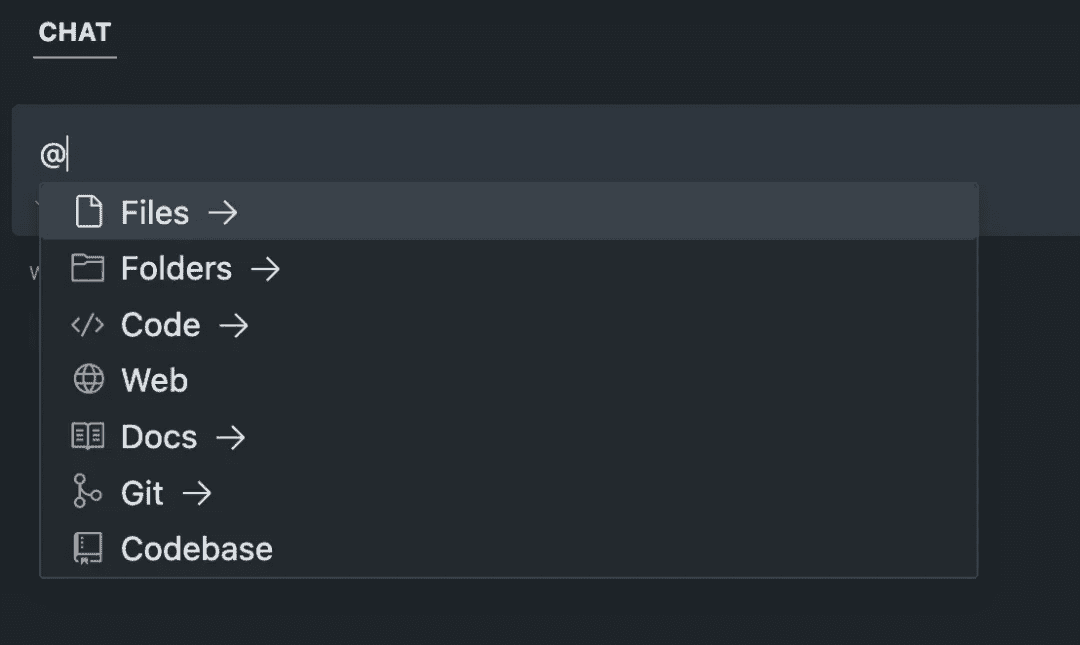 CHAT
@
Files →
Folders →
Code →
Web
Docs →
Git →
Codebase